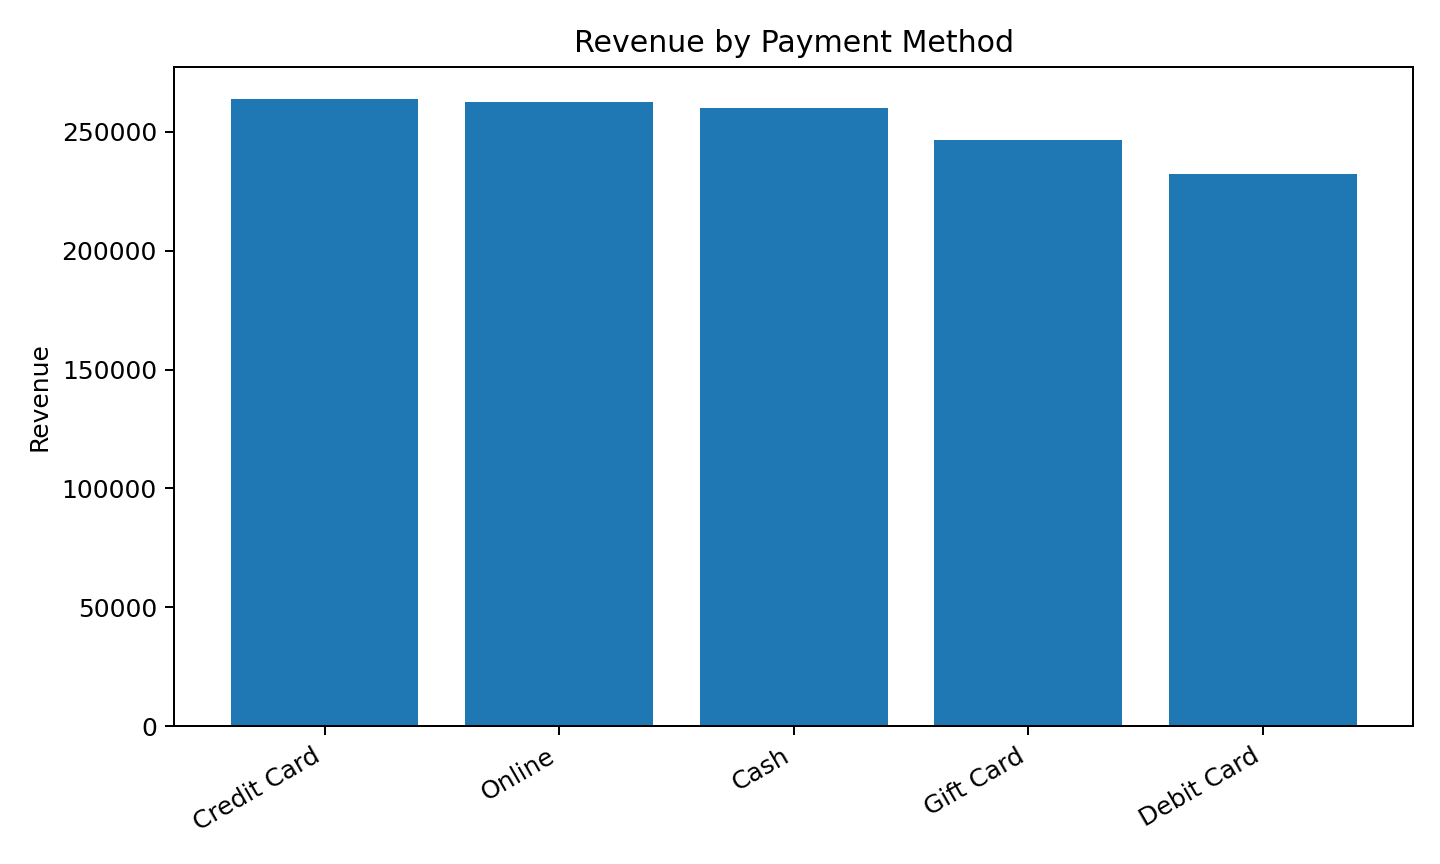 Revenue by Payment Method
Revenue
250000
200000
150000
100000
50000
0
Credit Card
Online
Cash
Gift Card
Debit Card